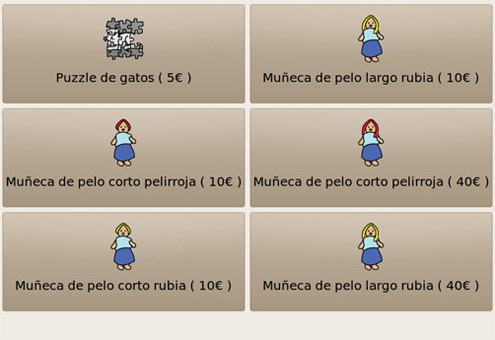 Puzzle de gatos ( 5€ )
Muñeca de pelo largo rubia ( 10€ )
Muñeca de pelo corto pelirroja ( 10€ )
Muñeca de pelo corto pelirroja ( 40€ )
Muñeca de pelo corto rubia ( 10€ )
Muñeca de pelo largo rubia ( 40€ )